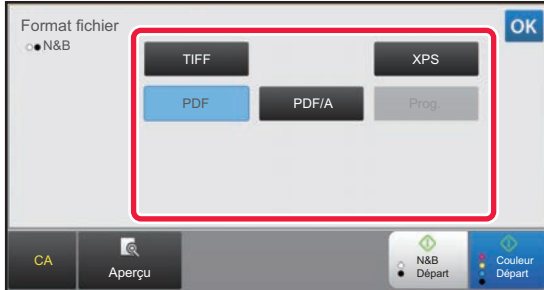 Format fichier
N&B
OK
TIFF
XPS
PDF
PDF/A
Prog.
CA
Aperçu
N&B
Départ
Couleur
Départ